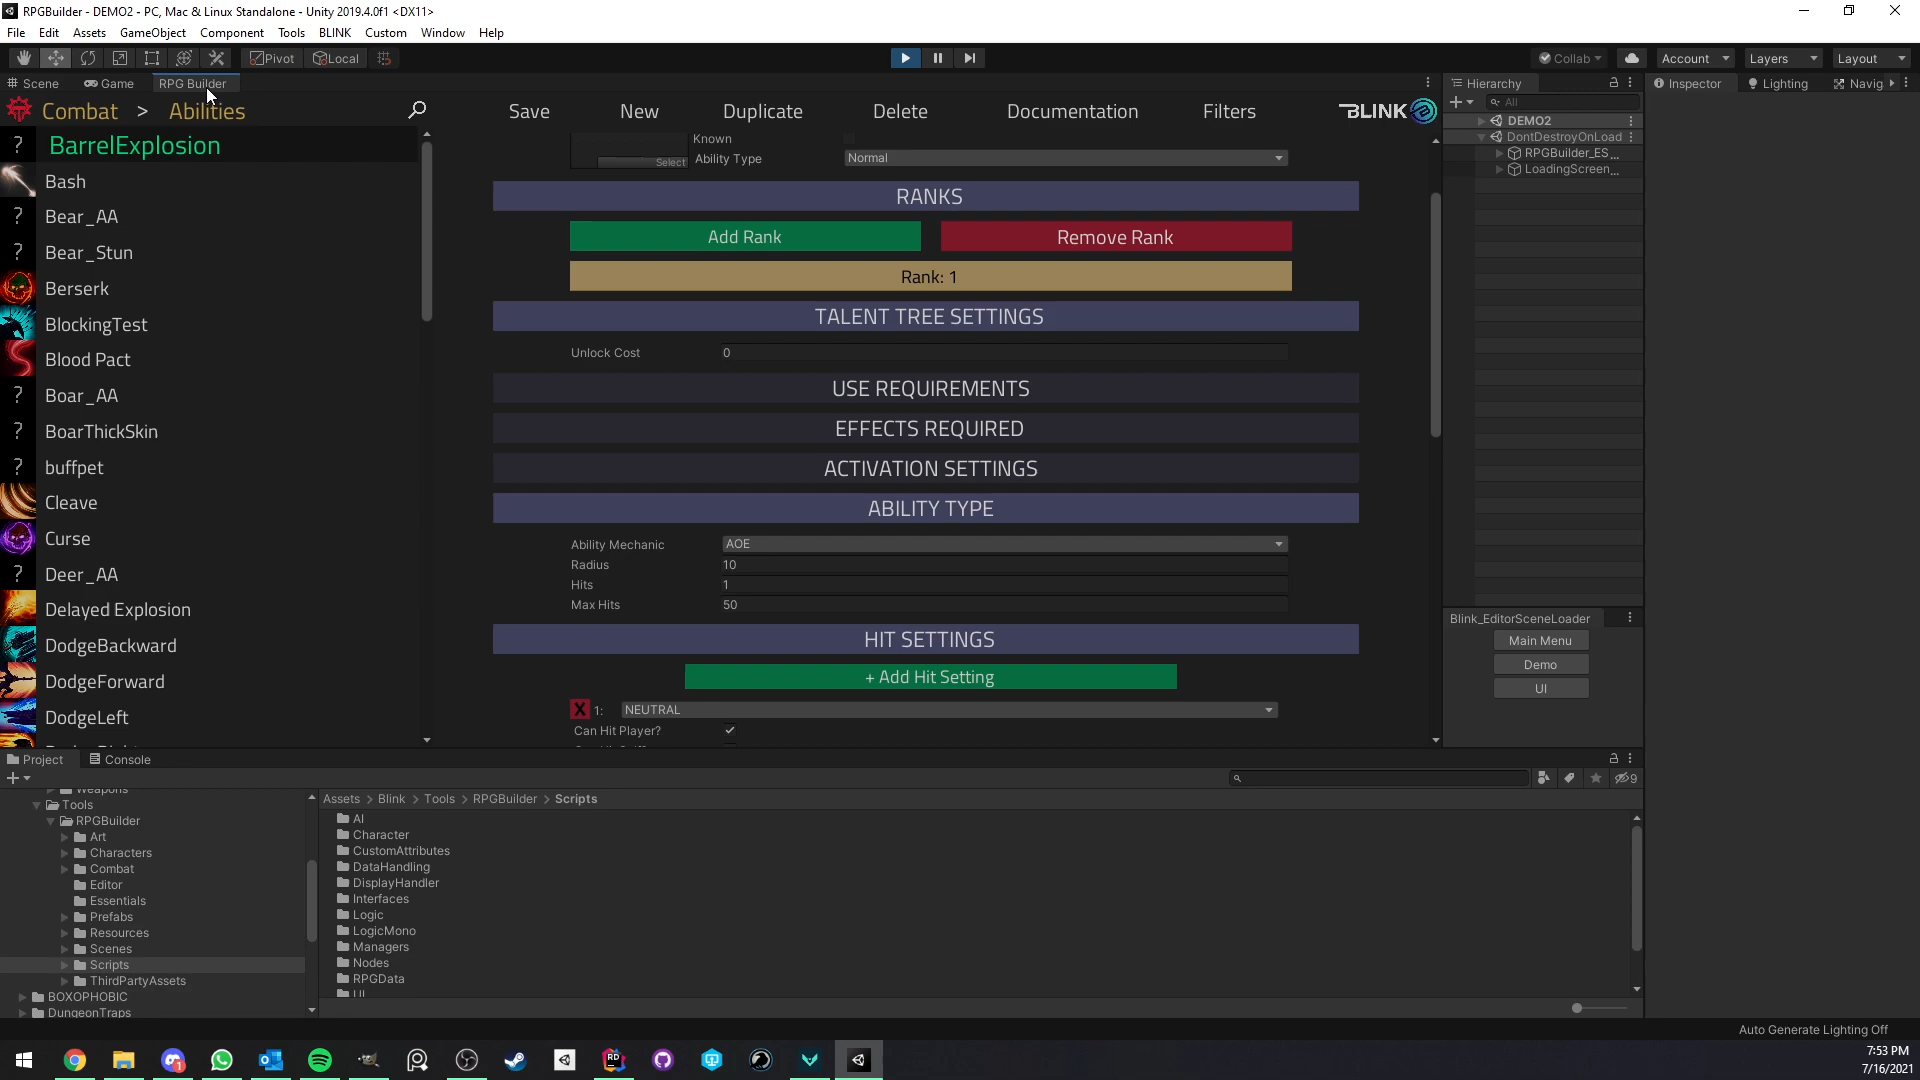 RPGBuilder - DEMO2 - PC, Mac & Linux Standalone - Unity 2019.4.0f1 <DX11>
File Edit Assets GameObject Component Tools BLINK Custom Window Help
Pivot Local Collab Account Layers Layout
Scene Game RPG Builder Hierarchy Inspector Lighting Navig
Combat > Abilities Save New Duplicate Delete Documentation Filters BLINK
All
DEMO2
DontDestroyOnLoad
RPGBuilder_ES...
LoadingScreen...
BarrelExplosion
Bash
Bear_AA
Bear_Stun
Berserk
BlockingTest
Blood Pact
Boar_AA
BoarThickSkin
buffpet
Cleave
Curse
Deer_AA
Delayed Explosion
DodgeBackward
DodgeForward
DodgeLeft
Known
Select
Ability Type Normal
RANKS
Add Rank Remove Rank
Rank: 1
TALENT TREE SETTINGS
Unlock Cost 0
USE REQUIREMENTS
EFFECTS REQUIRED
ACTIVATION SETTINGS
ABILITY TYPE
Ability Mechanic AOE
Radius 10
Hits 1
Max Hits 50
HIT SETTINGS
+ Add Hit Setting
X 1: NEUTRAL
Can Hit Player?
Blink_EditorSceneLoader
Main Menu
Demo
UI
Project Console
9
Weapons
Tools
RPGBuilder
Art
Characters
Combat
Editor
Essentials
Prefabs
Resources
Scenes
Scripts
ThirdPartyAssets
BOXOPHOBIC
DungeonTraps
Assets > Blink > Tools > RPGBuilder > Scripts
AI
Character
CustomAttributes
DataHandling
DisplayHandler
Interfaces
Logic
LogicMono
Managers
Nodes
RPGData
UI
Auto Generate Lighting Off
7:53 PM
7/16/2021